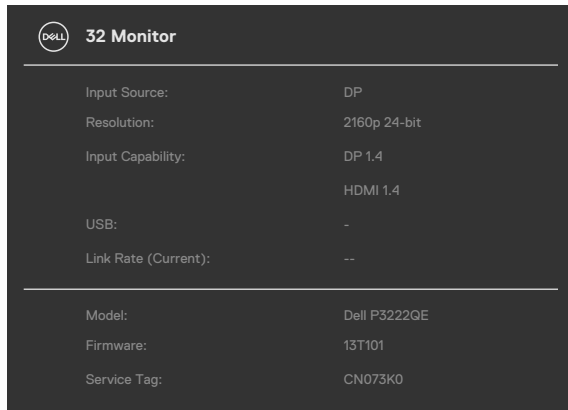 DELL 32 Monitor
Input Source: DP
Resolution: 2160p 24-bit
Input Capability: DP 1.4
HDMI 1.4
USB: -
Link Rate (Current): --
Model: Dell P3222QE
Firmware: 13T101
Service Tag: CN073K0